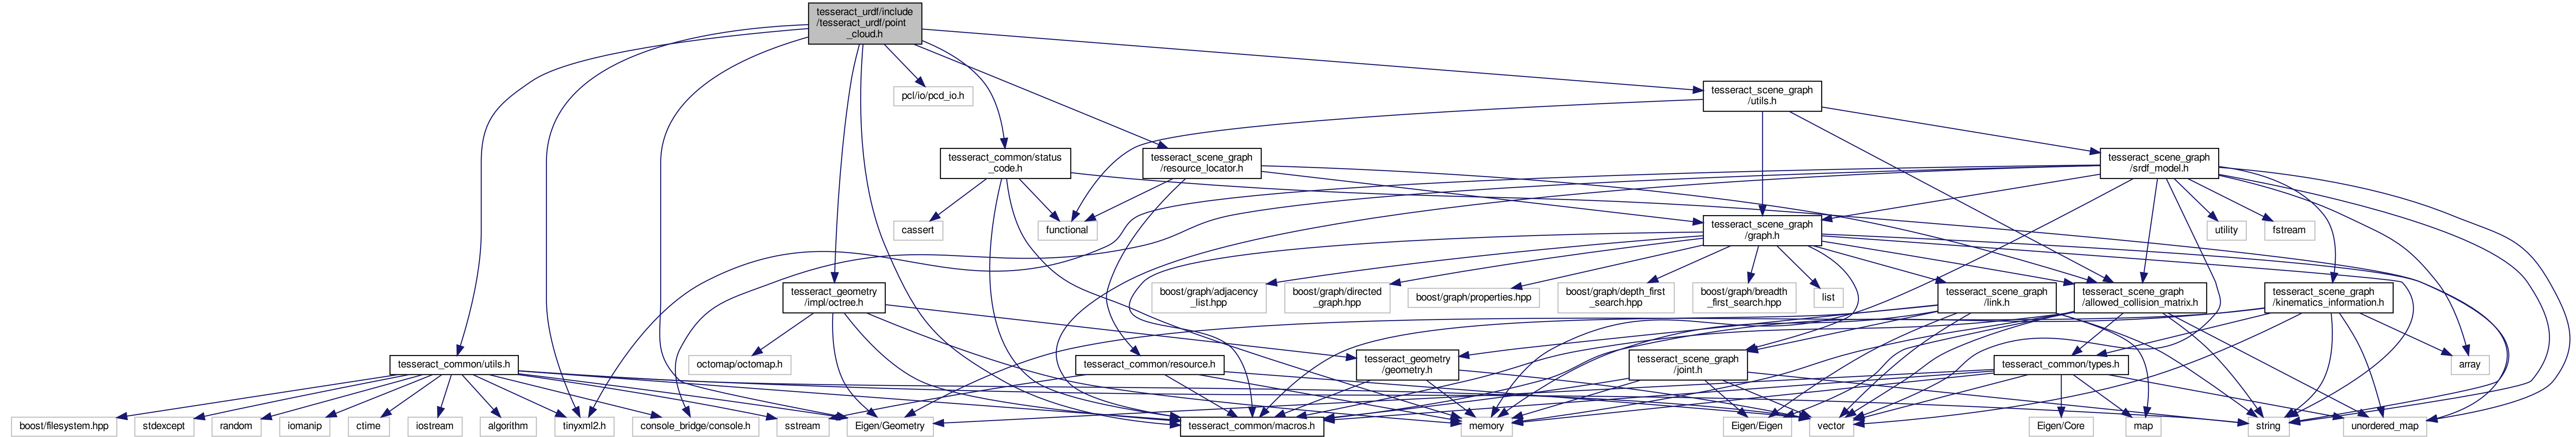 tesseract_urdf/include
/tesseract_urdf/point
_cloud.h
pcl/io/pcd_io.h
tesseract_scene_graph
/utils.h
tesseract_common/status
_code.h
tesseract_scene_graph
/resource_locator.h
tesseract_scene_graph
/srdf_model.h
cassert
functional
tesseract_scene_graph
/graph.h
utility
fstream
tesseract_geometry
/impl/octree.h
boost/graph/adjacency
_list.hpp
boost/graph/directed
_graph.hpp
boost/graph/properties.hpp
boost/graph/depth_first
_search.hpp
boost/graph/breadth
_first_search.hpp
list
tesseract_scene_graph
/link.h
tesseract_scene_graph
/allowed_collision_matrix.h
tesseract_scene_graph
/kinematics_information.h
tesseract_common/utils.h
octomap/octomap.h
tesseract_common/resource.h
tesseract_geometry
/geometry.h
tesseract_scene_graph
/joint.h
tesseract_common/types.h
array
boost/filesystem.hpp
stdexcept
random
iomanip
ctime
iostream
algorithm
tinyxml2.h
console_bridge/console.h
sstream
Eigen/Geometry
tesseract_common/macros.h
memory
Eigen/Eigen
vector
Eigen/Core
map
string
unordered_map